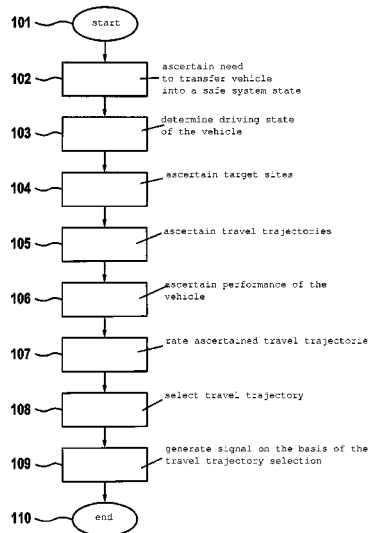 101
start
102
ascertain need
to transfer vehicle
into a safe system state
103
determine driving state
of the vehicle
104
ascertain target sites
105
ascertain travel trajectories
106
ascertain performance of the
vehicle
107
rate ascertained travel trajectorie
108
select travel trajectory
109
generate signal on the basis of the
travel trajectory selection
110
end